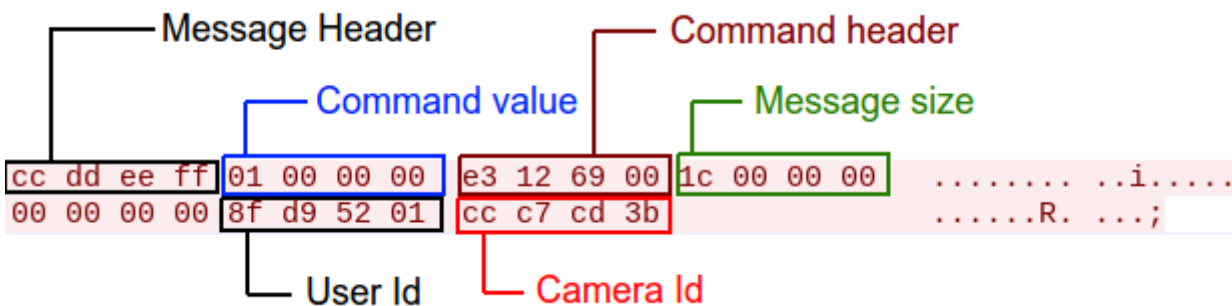 Message Header
Command header
Command value
Message size
cc dd ee ff 01 00 00 00 e3 12 69 00 1c 00 00 00 ........ ..i.....
00 00 00 00 8f d9 52 01 cc c7 cd 3b ......R. ...;
User Id
Camera Id